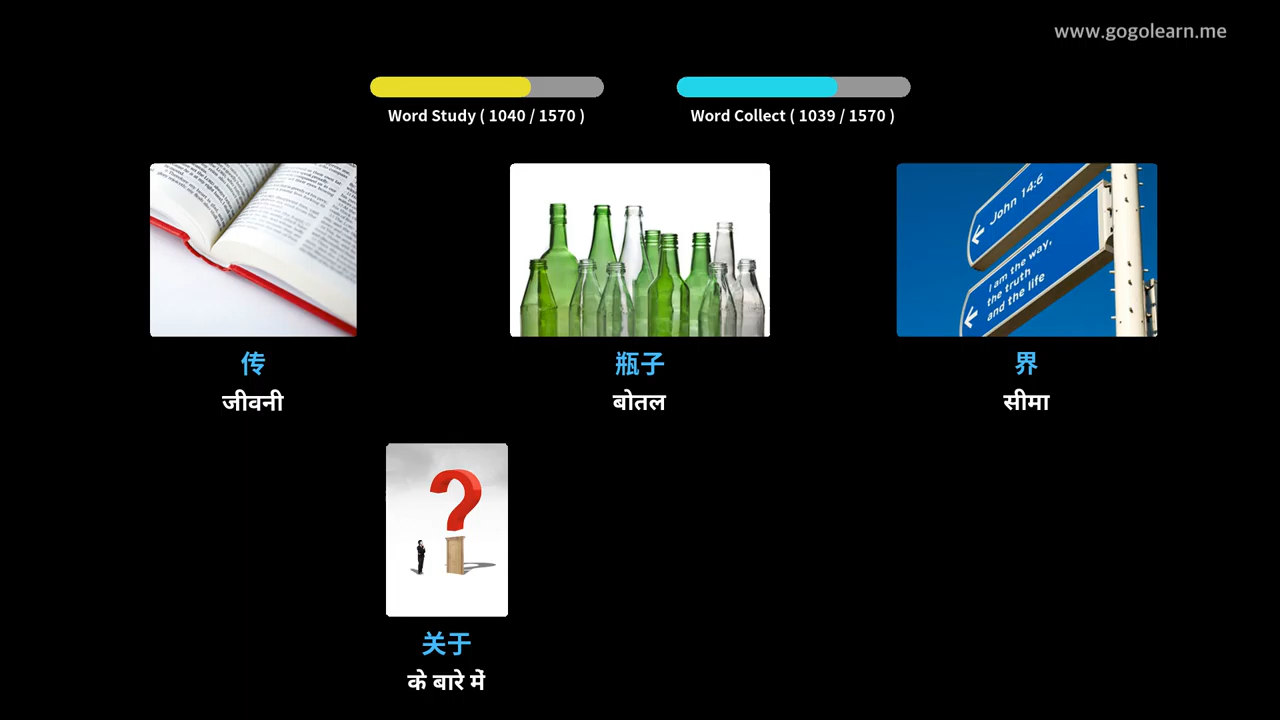 www.gogolearn.me
Word Study ( 1040 / 1570 )
Word Collect ( 1039 / 1570 )
John 14:6
I am the way,
the truth
and the life
传
जीवनी
瓶子
बोतल
界
सीमा
关于
के बारे में